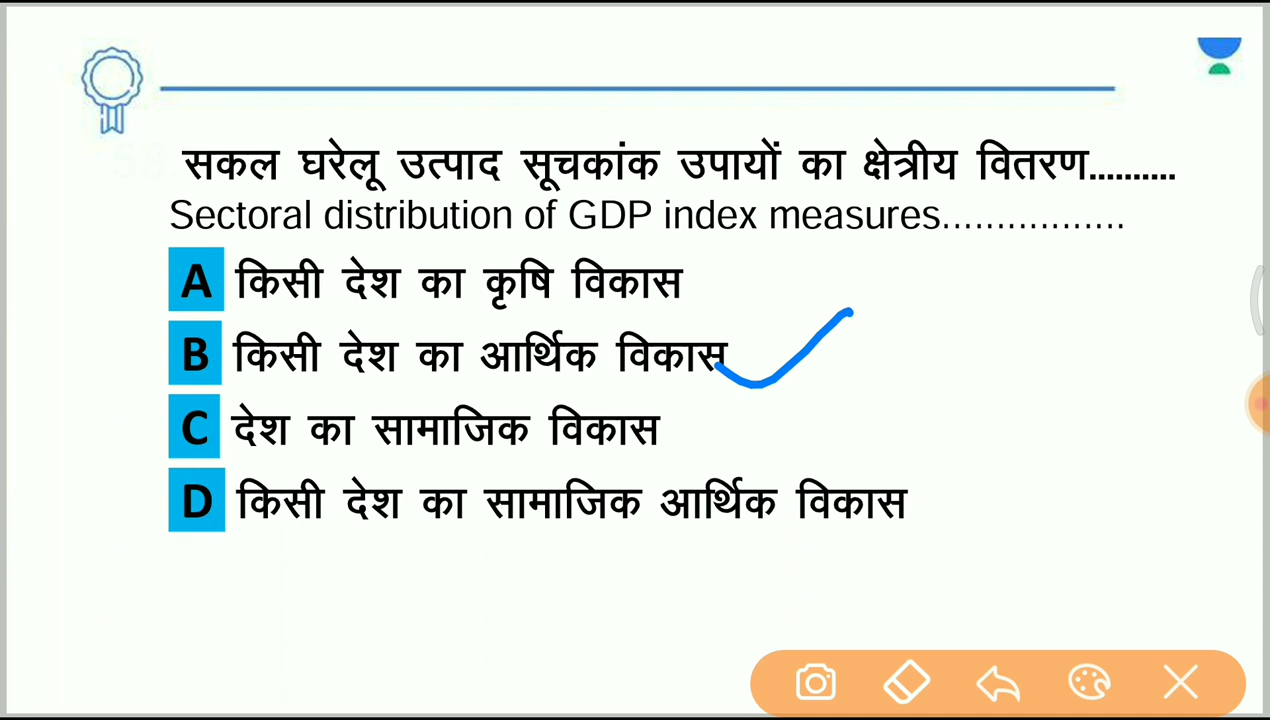 सकल घरेलू उत्पाद सूचकांक उपायों का क्षेत्रीय वितरण..........
Sectoral distribution of GDP index measures.................
A किसी देश का कृषि विकास
B किसी देश का आर्थिक विकास
C देश का सामाजिक विकास
D किसी देश का सामाजिक आर्थिक विकास